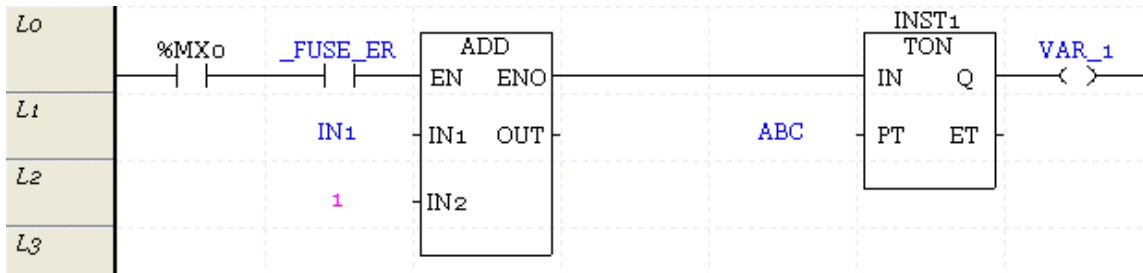 L0
INST1
%MX0 _FUSE_ER ADD TON VAR_1
EN ENO IN Q
L1
IN1 IN1 OUT ABC PT ET
L2
1 IN2
L3